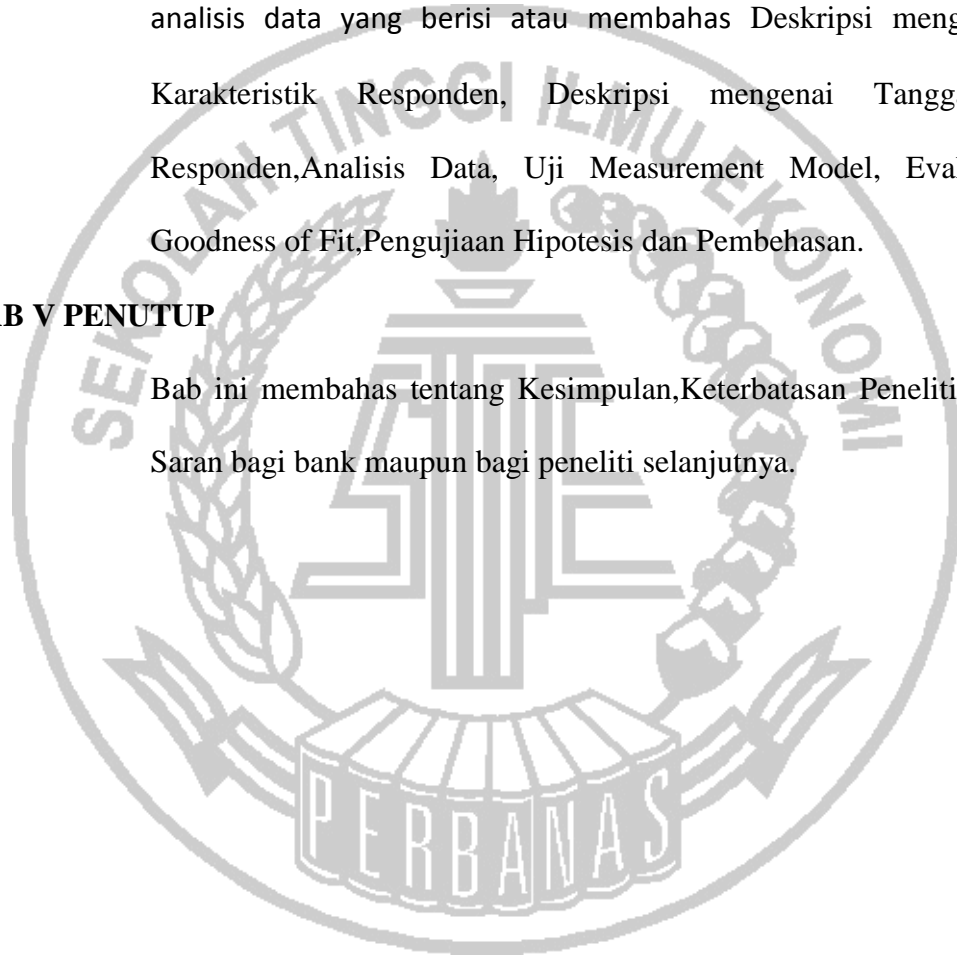 analisis data yang berisi atau membahas Deskripsi meng
Karakteristik Responden, Deskripsi mengenai Tangga
Responden,Analisis Data, Uji Measurement Model, Eval
Goodness of Fit,Pengujiaan Hipotesis dan Pembehasan.
AB V PENUTUP
Bab ini membahas tentang Kesimpulan,Keterbatasan Peneliti
Saran bagi bank maupun bagi peneliti selanjutnya.
SEKOLAH TINGGI ILMU EKONOMI
PERBANAS